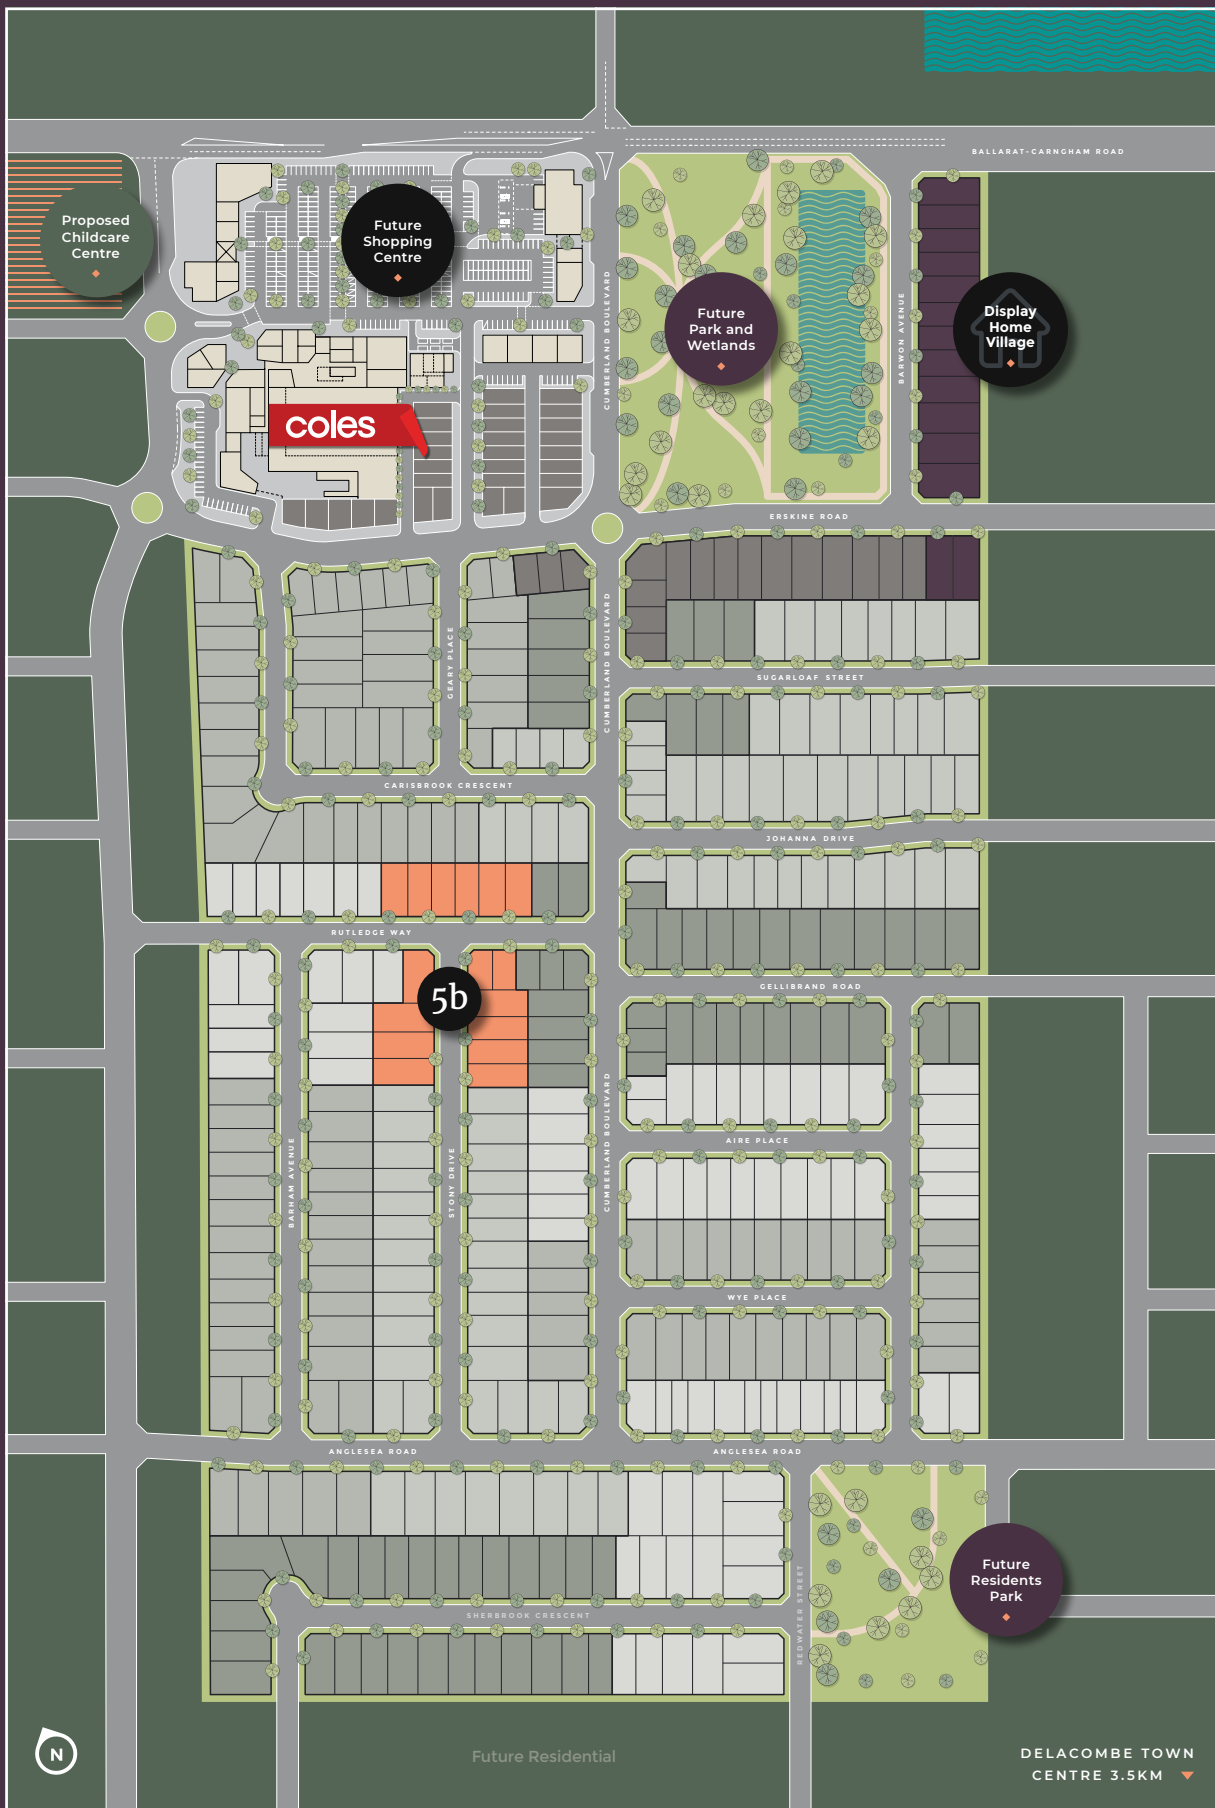 BALLARAT-CARNGHAM ROAD
Proposed
Childcare
Centre
Future
Shopping
Centre
Future
Park and
Wetlands
Display
Home
Village
CUMBERLAND BOULEVARD
BARWON AVENUE
coles
ERSKINE ROAD
GEARY PLACE
CUMBERLAND BOULEVARD
SUGARLOAF STREET
CARISBROOK CRESCENT
JOHANNA DRIVE
RUTLEDGE WAY
5b
GELLIBRAND ROAD
BARHAM AVENUE
STONY DRIVE
CUMBERLAND BOULEVARD
AIRE PLACE
WYE PLACE
ANGLESEA ROAD
ANGLESEA ROAD
REDWATER STREET
Future
Residents
Park
SHERBROOK CRESCENT
N
Future Residential
DELACOMBE TOWN
CENTRE 3.5KM